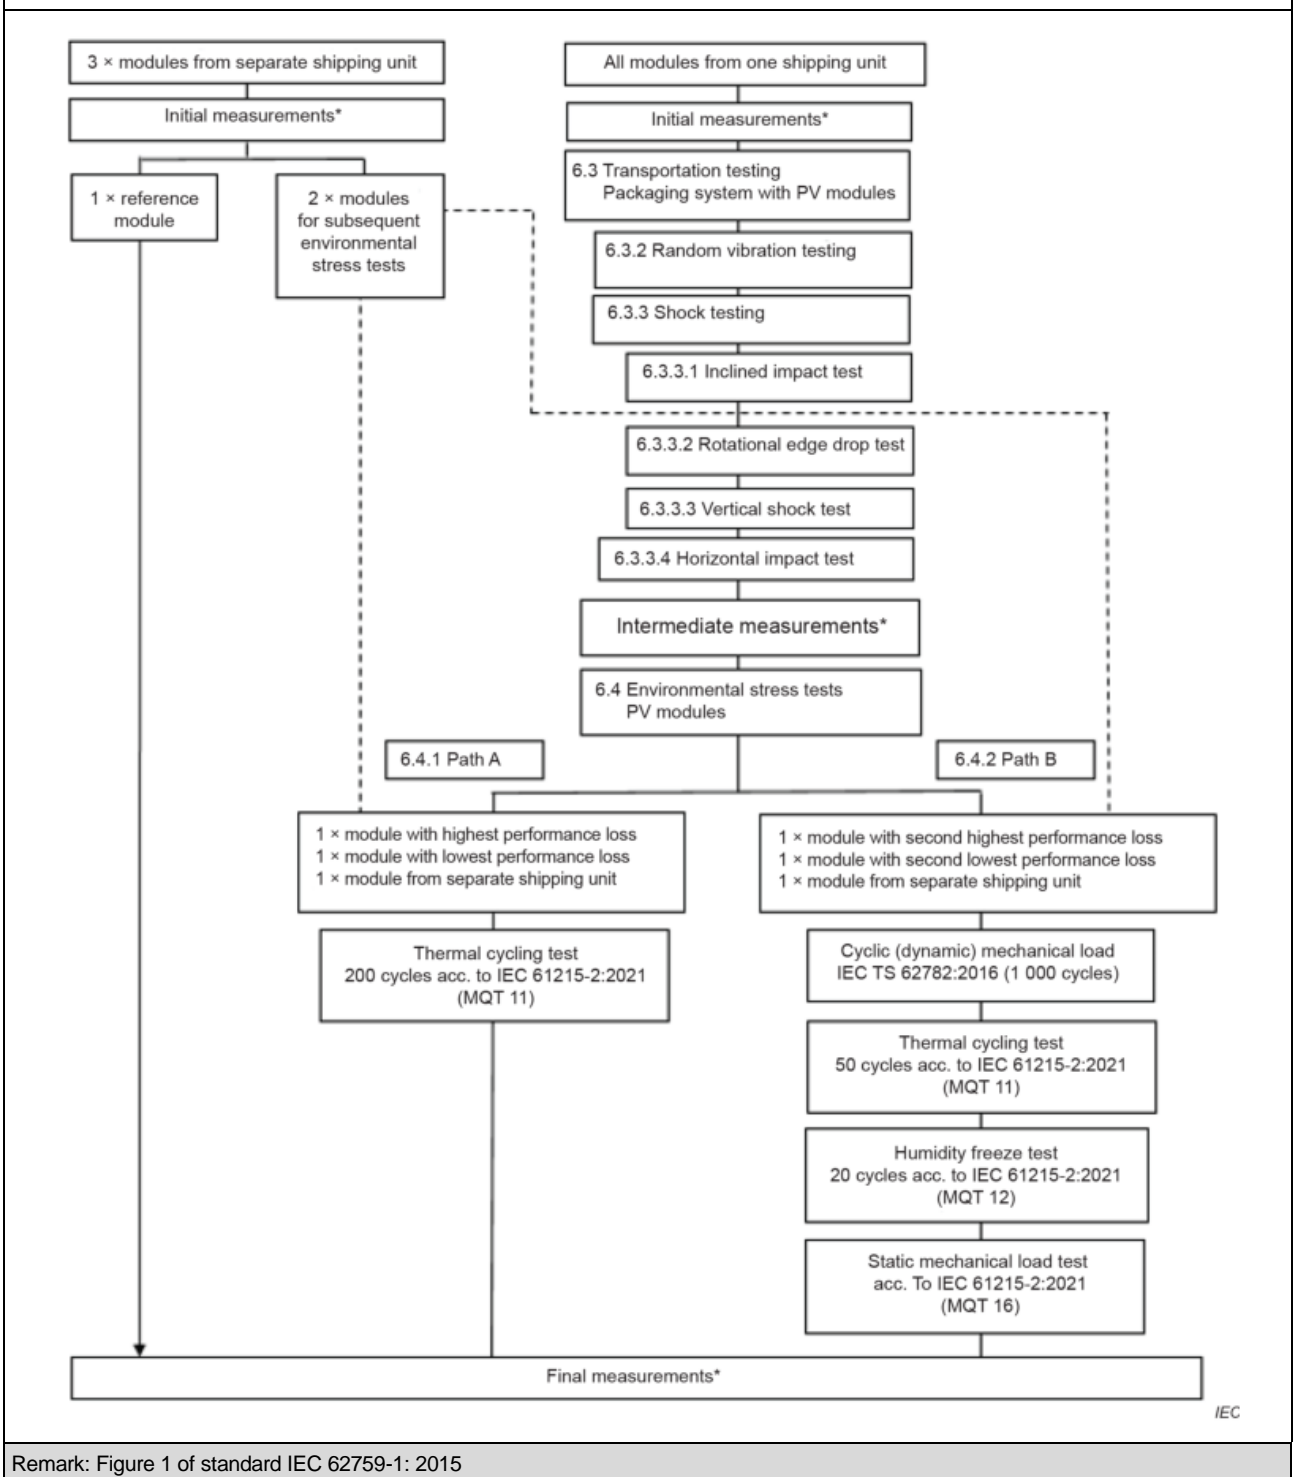 3 × modules from separate shipping unit
Initial measurements*
1 × reference
module
2 × modules
for subsequent
environmental
stress tests
All modules from one shipping unit
Initial measurements*
6.3 Transportation testing
Packaging system with PV modules
6.3.2 Random vibration testing
6.3.3 Shock testing
6.3.3.1 Inclined impact test
6.3.3.2 Rotational edge drop test
6.3.3.3 Vertical shock test
6.3.3.4 Horizontal impact test
Intermediate measurements*
6.4 Environmental stress tests
PV modules
6.4.1 Path A
1 × module with highest performance loss
1 × module with lowest performance loss
1 × module from separate shipping unit
Thermal cycling test
200 cycles acc. to IEC 61215-2:2021
(MQT 11)
6.4.2 Path B
1 × module with second highest performance loss
1 × module with second lowest performance loss
1 × module from separate shipping unit
Cyclic (dynamic) mechanical load
IEC TS 62782:2016 (1 000 cycles)
Thermal cycling test
50 cycles acc. to IEC 61215-2:2021
(MQT 11)
Humidity freeze test
20 cycles acc. to IEC 61215-2:2021
(MQT 12)
Static mechanical load test
acc. To IEC 61215-2:2021
(MQT 16)
Final measurements*
IEC
Remark: Figure 1 of standard IEC 62759-1: 2015